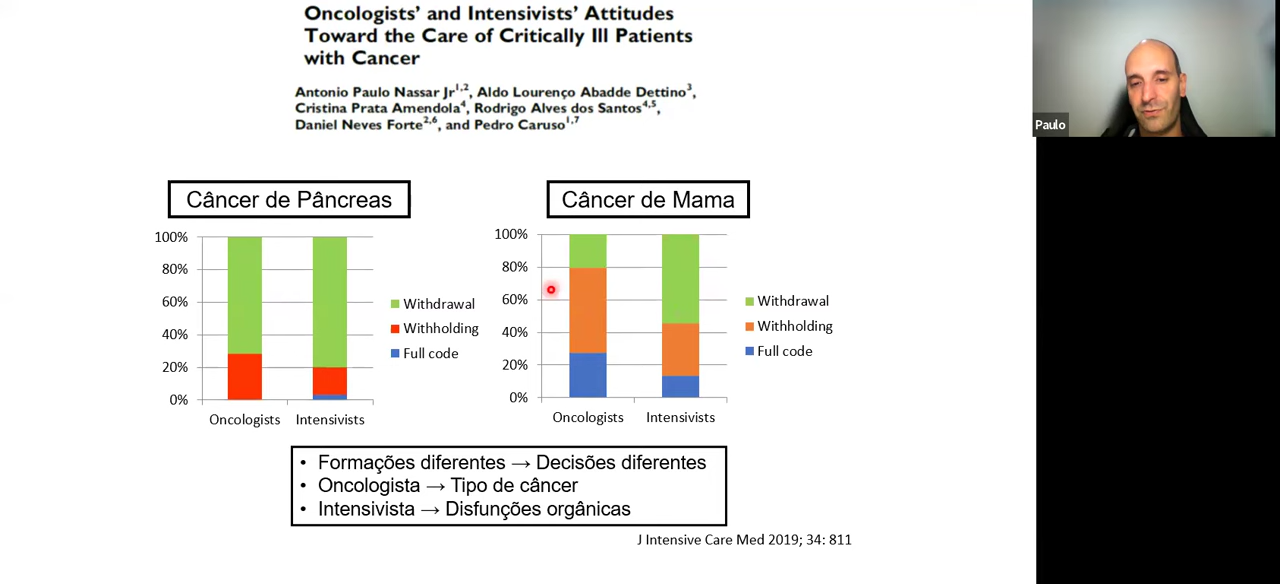 Oncologists' and Intensivists' Attitudes
Toward the Care of Critically Ill Patients
with Cancer
Antonio Paulo Nassar Jr1,2, Aldo Lourenço Abadde Dettino3,
Cristina Prata Amendola4, Rodrigo Alves dos Santos4,5,
Daniel Neves Forte2,6, and Pedro Caruso1,7
Paulo
Câncer de Pâncreas
100%
80%
60%
40%
20%
0%
Oncologists Intensivists
Withdrawal
Withholding
Full code
Câncer de Mama
100%
80%
60%
40%
20%
0%
Oncologists Intensivists
Withdrawal
Withholding
Full code
• Formações diferentes → Decisões diferentes
• Oncologista → Tipo de câncer
• Intensivista → Disfunções orgânicas
J Intensive Care Med 2019; 34: 811